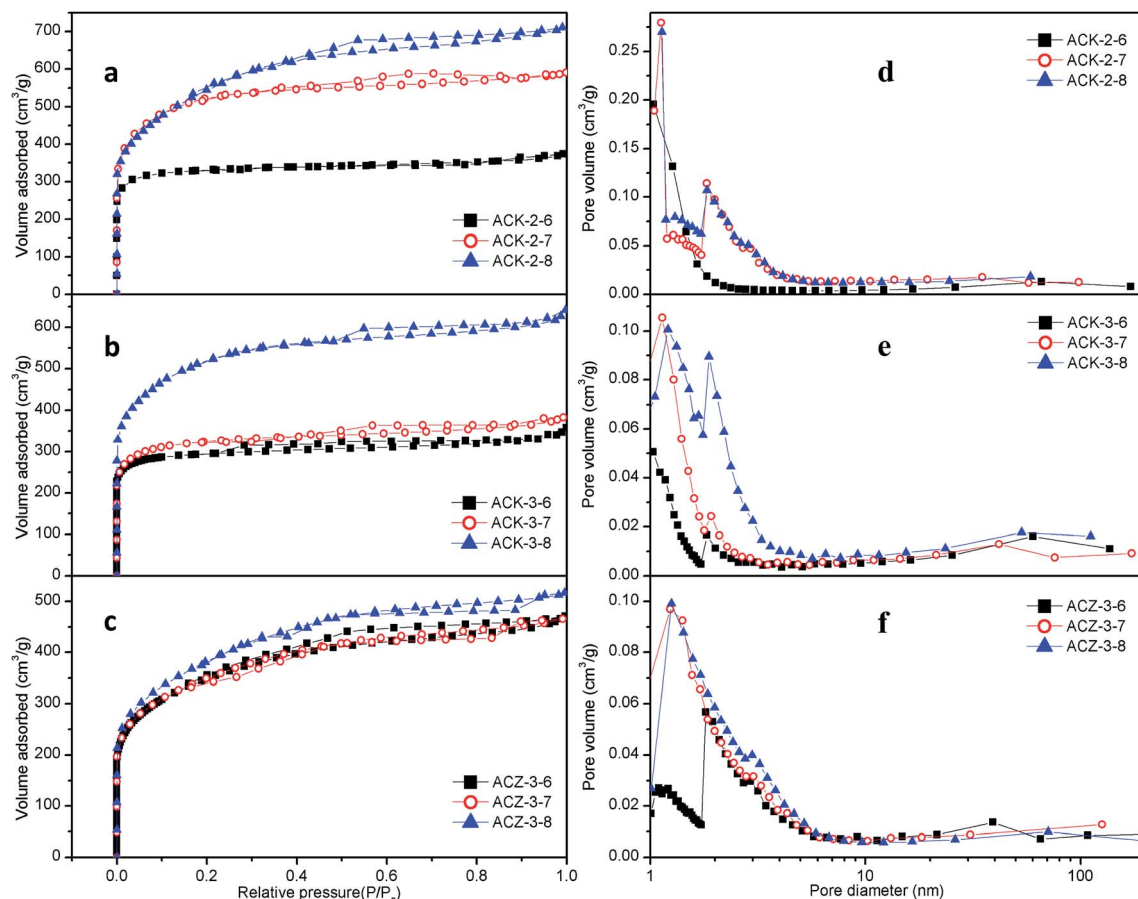 a
Volume adsorbed (cm³/g)
700
600
500
400
300
200
100
0
ACK-2-6
ACK-2-7
ACK-2-8
d
Pore volume (cm³/g)
0.25
0.20
0.15
0.10
0.05
0.00
ACK-2-6
ACK-2-7
ACK-2-8
b
Volume adsorbed (cm³/g)
600
500
400
300
200
100
0
ACK-3-6
ACK-3-7
ACK-3-8
e
Pore volume (cm³/g)
0.10
0.08
0.06
0.04
0.02
0.00
ACK-3-6
ACK-3-7
ACK-3-8
c
Volume adsorbed (cm³/g)
500
400
300
200
100
0
ACZ-3-6
ACZ-3-7
ACZ-3-8
0.0 0.2 0.4 0.6 0.8 1.0
Relative pressure(P/P₀)
f
Pore volume (cm³/g)
0.10
0.08
0.06
0.04
0.02
0.00
ACZ-3-6
ACZ-3-7
ACZ-3-8
1 10 100
Pore diameter (nm)